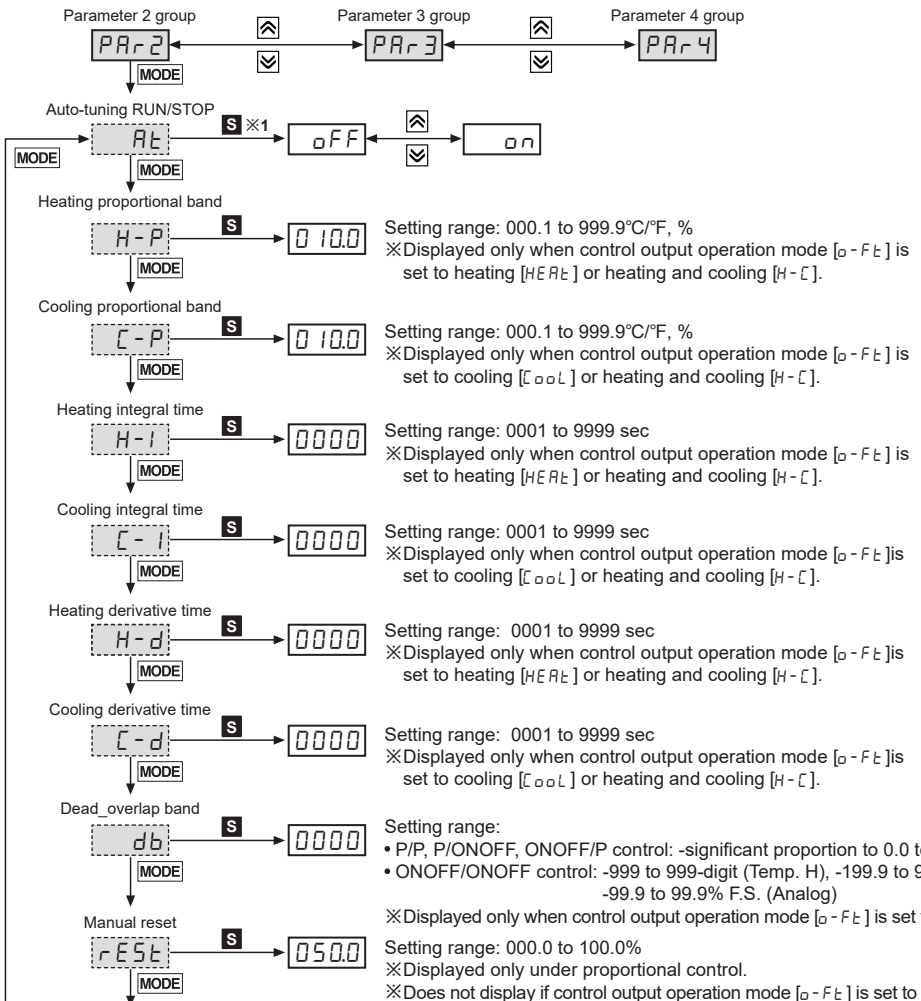 Parameter 2 group
Parameter 3 group
Parameter 4 group
PAr2
PAr3
PAr4
MODE
Auto-tuning RUN/STOP
MODE
At
S ※1
oFF
on
MODE
Heating proportional band
H-P
S
010.0
Setting range: 000.1 to 999.9℃/℉, %
※Displayed only when control output operation mode [o-Ft] is
set to heating [HEAt] or heating and cooling [H-C].
MODE
Cooling proportional band
C-P
S
010.0
Setting range: 000.1 to 999.9℃/℉, %
※Displayed only when control output operation mode [o-Ft] is
set to cooling [CooL] or heating and cooling [H-C].
MODE
Heating integral time
H-I
S
0000
Setting range: 0001 to 9999 sec
※Displayed only when control output operation mode [o-Ft] is
set to heating [HEAt] or heating and cooling [H-C].
MODE
Cooling integral time
C-I
S
0000
Setting range: 0001 to 9999 sec
※Displayed only when control output operation mode [o-Ft]is
set to cooling [CooL] or heating and cooling [H-C].
MODE
Heating derivative time
H-d
S
0000
Setting range: 0001 to 9999 sec
※Displayed only when control output operation mode [o-Ft]is
set to heating [HEAt] or heating and cooling [H-C].
MODE
Cooling derivative time
C-d
S
0000
Setting range: 0001 to 9999 sec
※Displayed only when control output operation mode [o-Ft]is
set to cooling [CooL] or heating and cooling [H-C].
MODE
Dead_overlap band
db
S
0000
Setting range:
• P/P, P/ONOFF, ONOFF/P control: -significant proportion to 0.0
• ONOFF/ONOFF control: -999 to 999-digit (Temp. H), -199.9 to
-99.9 to 99.9% F.S. (Analog)
※Displayed only when control output operation mode [o-Ft] is set
MODE
Manual reset
rESt
S
050.0
Setting range: 000.0 to 100.0%
※Displayed only under proportional control.
※Does not display if control output operation mode [o-Ft] is set to
MODE